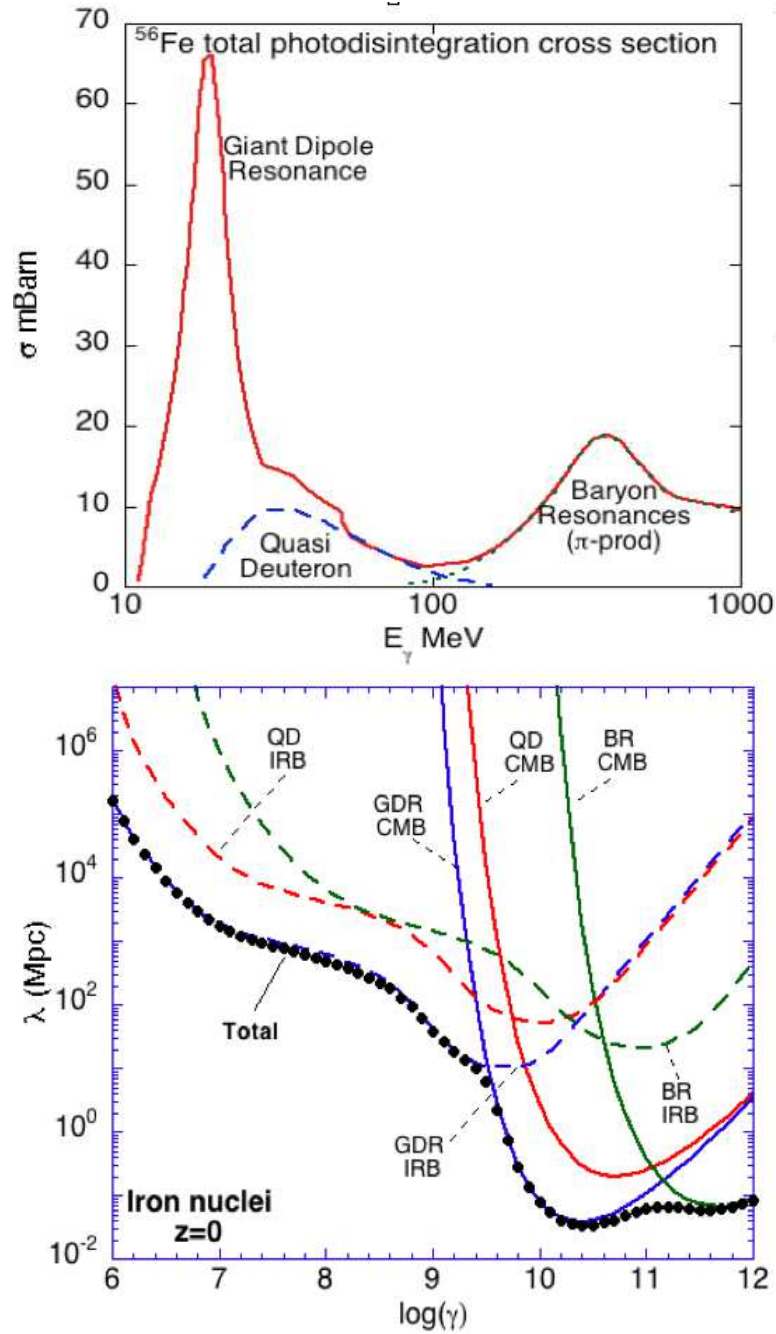 ⁵⁶Fe total photodisintegration cross section
70
60
50
40
30
20
10
0
σ mBarn
Giant Dipole
Resonance
Quasi
Deuteron
Baryon
Resonances
(π-prod)
10
100
1000
E_γ MeV
10⁶
10⁴
10²
10⁰
10⁻²
λ (Mpc)
QD
IRB
GDR
CMB
QD
CMB
BR
CMB
Total
GDR
IRB
BR
IRB
Iron nuclei
z=0
6
7
8
9
10
11
12
log(γ)